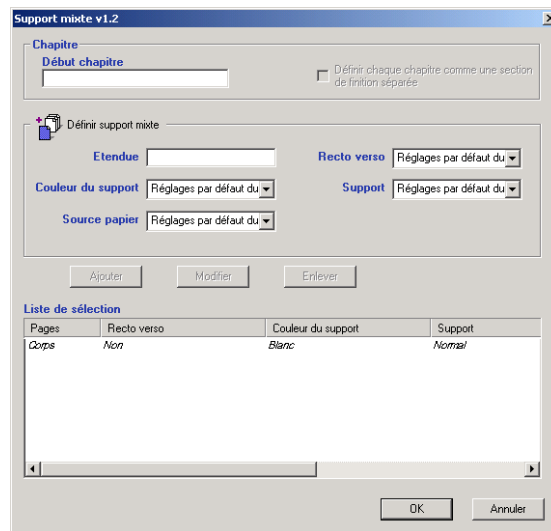 Support mixte v1.2
Chapitre
Début chapitre
Définir chaque chapitre comme une section
de finition séparée
Définir support mixte
Etendue
Recto verso
Réglages par défaut du
Couleur du support
Réglages par défaut du
Support
Réglages par défaut du
Source papier
Réglages par défaut du
Ajouter
Modifier
Enlever
Liste de sélection
Pages
Recto verso
Couleur du support
Support
Corps
Non
Blanc
Normal
OK
Annuler